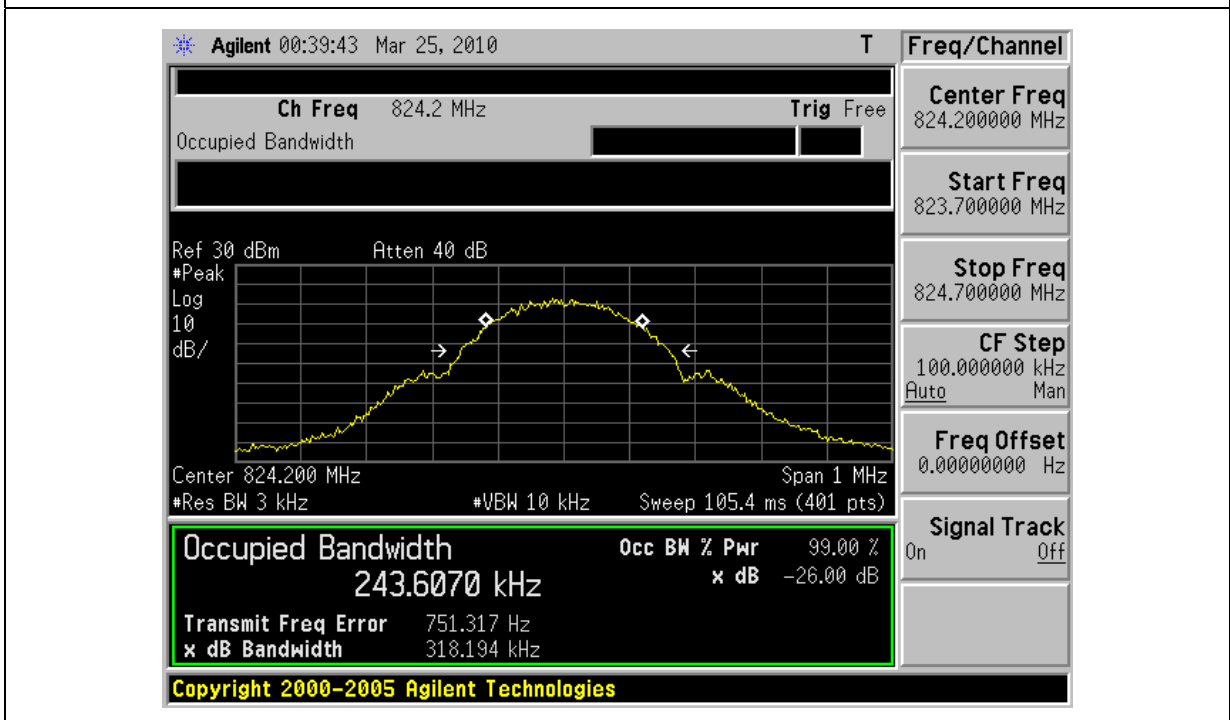 Agilent 00:39:43 Mar 25, 2010 T
Freq/Channel
Ch Freq 824.2 MHz Trig Free
Occupied Bandwidth
Center Freq
824.200000 MHz
Start Freq
823.700000 MHz
Stop Freq
824.700000 MHz
CF Step
100.000000 kHz
Auto Man
Freq Offset
0.00000000 Hz
Signal Track
On Off
Ref 30 dBm Atten 40 dB
#Peak
Log
10
dB/
Center 824.200 MHz Span 1 MHz
#Res BW 3 kHz #VBW 10 kHz Sweep 105.4 ms (401 pts)
Occupied Bandwidth Occ BW % Pwr 99.00 %
243.6070 kHz x dB -26.00 dB
Transmit Freq Error 751.317 Hz
x dB Bandwidth 318.194 kHz
Copyright 2000-2005 Agilent Technologies